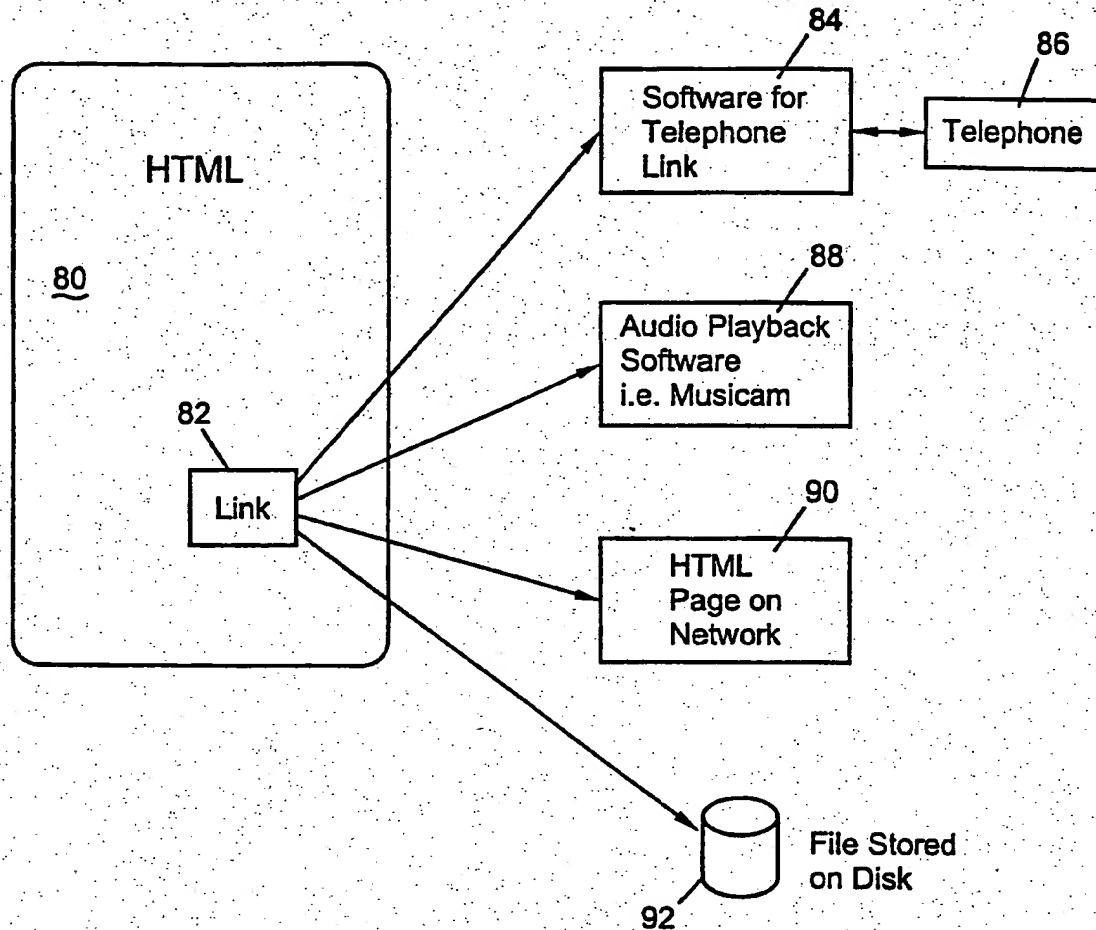 84
86
Software for
Telephone
Link
Telephone
HTML
80
88
Audio Playback
Software
i.e. Musicam
82
Link
90
HTML
Page on
Network
File Stored
on Disk
92